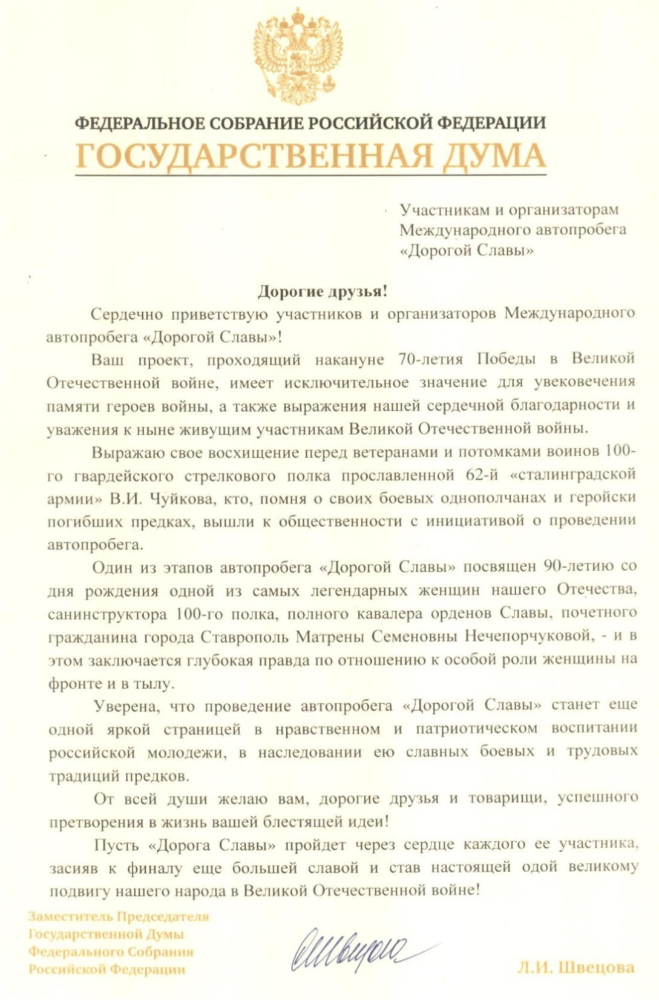 ФЕДЕРАЛЬНОЕ СОБРАНИЕ РОССИЙСКОЙ ФЕДЕРАЦИИ
ГОСУДАРСТВЕННАЯ ДУМА
Участникам и организаторам
Международного автопробега
«Дорогой Славы»
Дорогие друзья!
Сердечно приветствую участников и организаторов Международного
автопробега «Дорогой Славы»!
Ваш проект, проходящий накануне 70-летия Победы в Великой
Отечественной войне, имеет исключительное значение для увековечения
памяти героев войны, а также выражения нашей сердечной благодарности и
уважения к ныне живущим участникам Великой Отечественной войны.
Выражаю свое восхищение перед ветеранами и потомками воинов 100-
го гвардейского стрелкового полка прославленной 62-й «сталинградской
армии» В.И. Чуйкова, кто, помня о своих боевых однополчанах и геройски
погибших предках, вышли к общественности с инициативой о проведении
автопробега.
Один из этапов автопробега «Дорогой Славы» посвящен 90-летию со
дня рождения одной из самых легендарных женщин нашего Отечества,
санинструктора 100-го полка, полного кавалера орденов Славы, почетного
гражданина города Ставрополь Матрены Семеновны Нечепорчуковой, - и в
этом заключается глубокая правда по отношению к особой роли женщины на
фронте и в тылу.
Уверена, что проведение автопробега «Дорогой Славы» станет еще
одной яркой страницей в нравственном и патриотическом воспитании
российской молодежи, в наследовании ею славных боевых и трудовых
традиций предков.
От всей души желаю вам, дорогие друзья и товарищи, успешного
претворения в жизнь вашей блестящей идеи!
Пусть «Дорога Славы» пройдет через сердце каждого ее участника,
засияв к финалу еще большей славой и став настоящей одой великому
подвигу нашего народа в Великой Отечественной войне!
Заместитель Председателя
Государственной Думы
Федерального Собрания
Российской Федерации
Л.И. Швецова